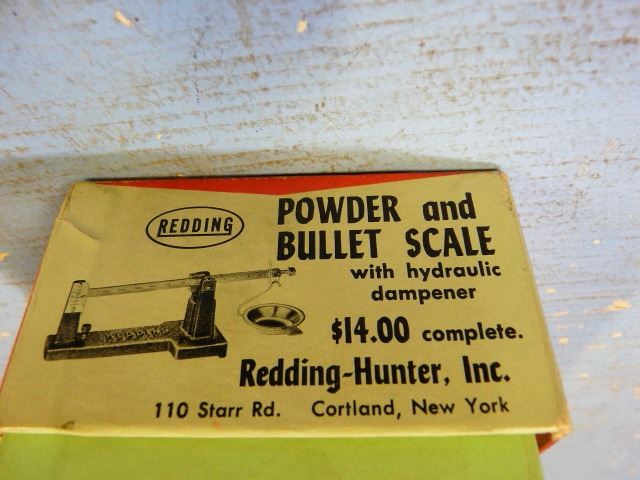 REDDING
POWDER and
BULLET SCALE
with hydraulic
dampener
$14.00 complete.
REDDING
Redding-Hunter, Inc.
110 Starr Rd. Cortland, New York